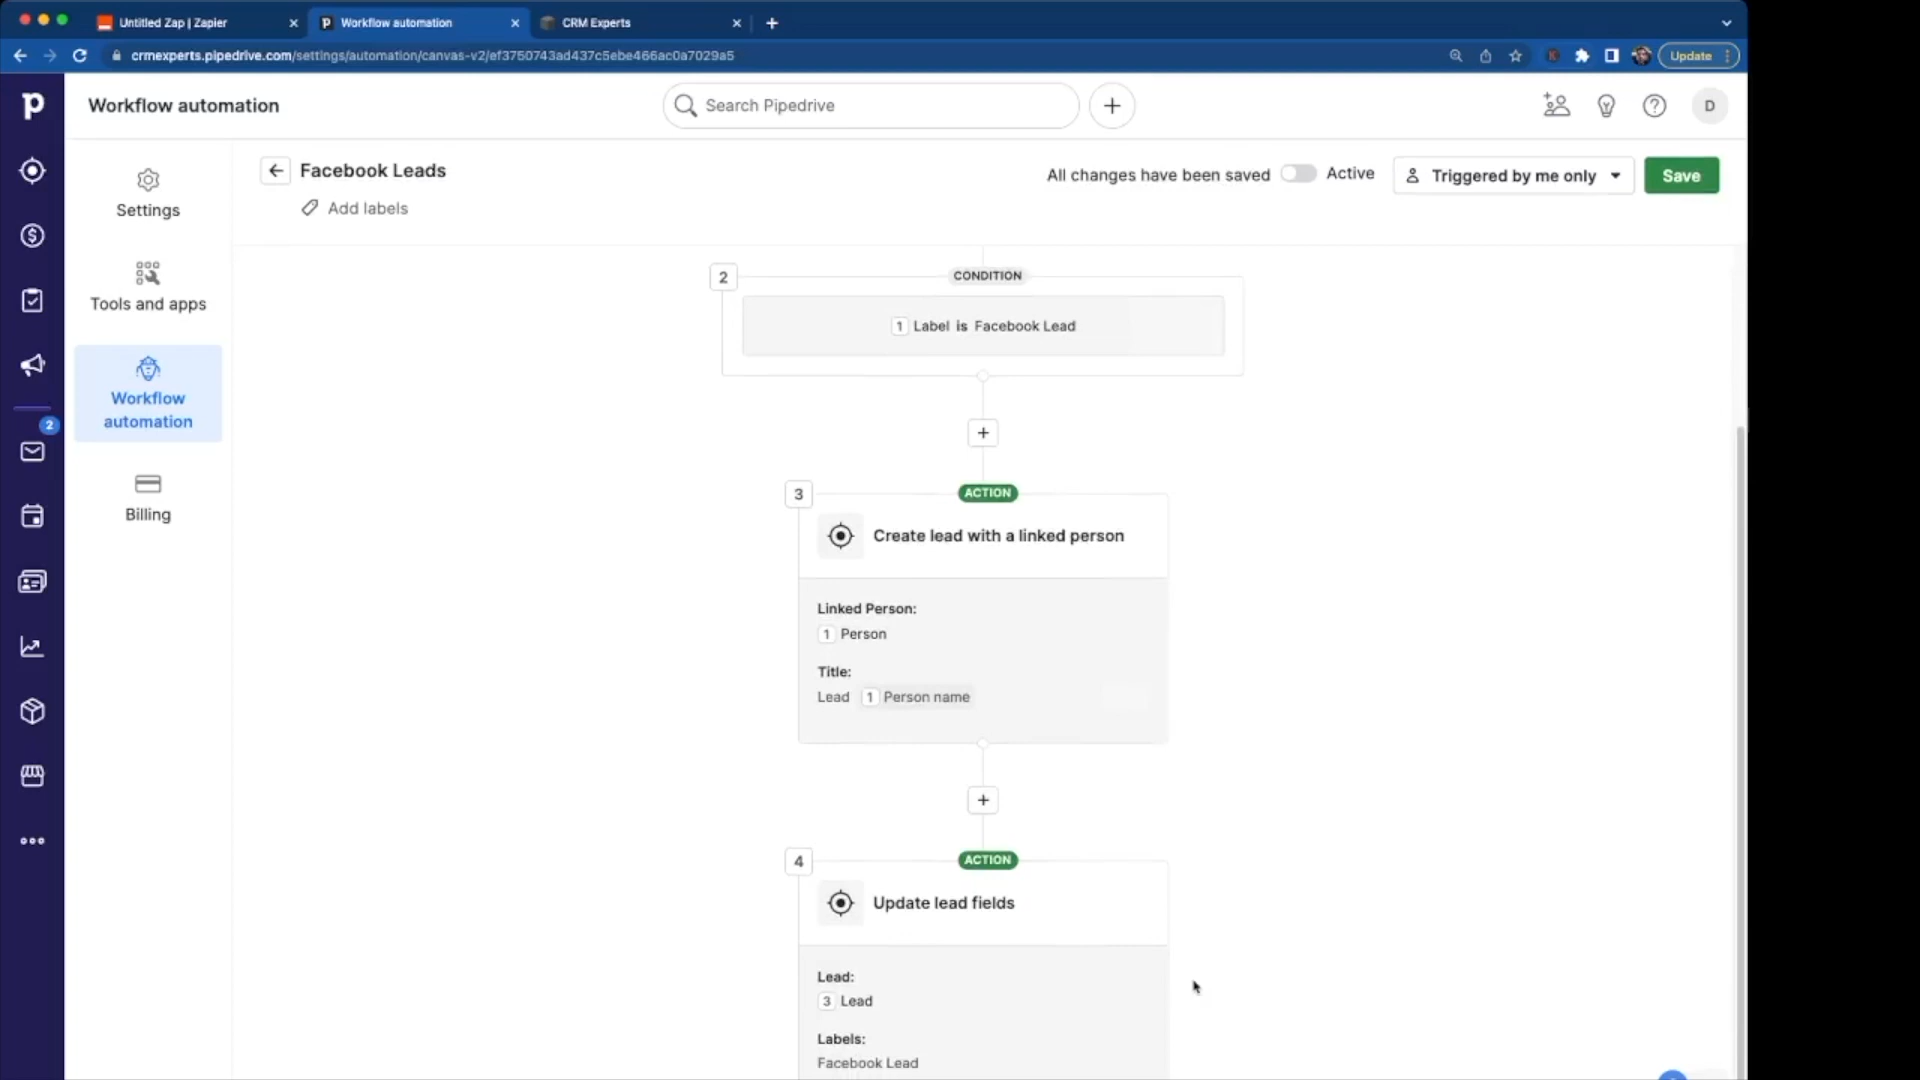 Untitled Zap | Zapier
Workflow automation
CRM Experts
crmexperts.pipedrive.com/settings/automation/canvas-v2/ef3750743ad437c5ebe466ac0a7029a5
Update
Workflow automation
Search Pipedrive
D
Settings
Tools and apps
Workflow
automation
Billing
2
Facebook Leads
Add labels
All changes have been saved
Active
Triggered by me only
Save
2
CONDITION
1 Label is Facebook Lead
3
ACTION
Create lead with a linked person
Linked Person:
1 Person
Title:
Lead 1 Person name
4
ACTION
Update lead fields
Lead:
3 Lead
Labels:
Facebook Lead